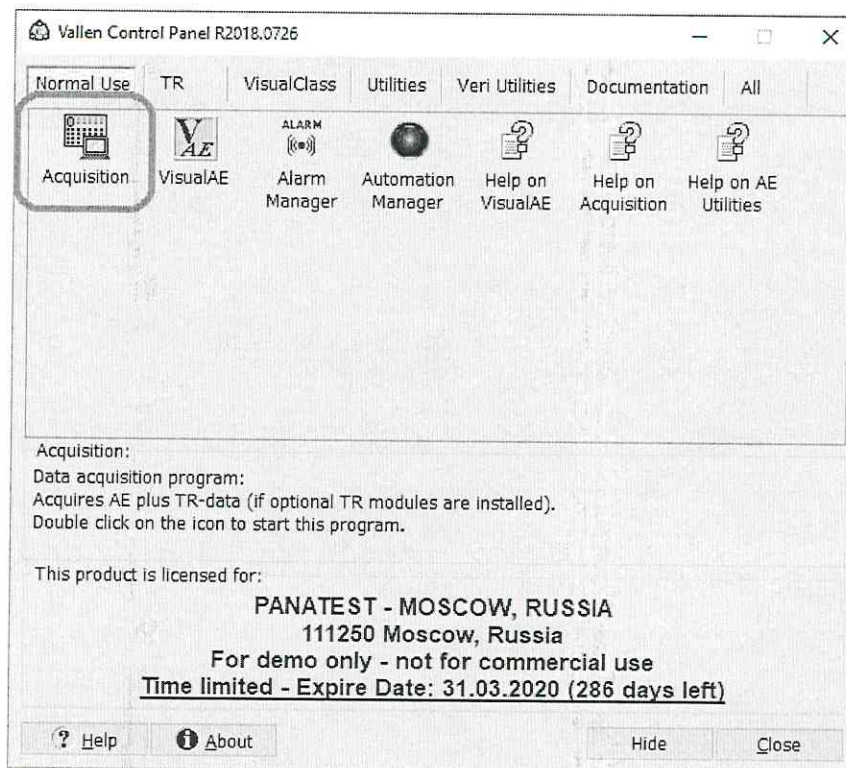 Vallen Control Panel R2018.0726
Normal Use TR VisualClass Utilities Veri Utilities Documentation All
VAE ALARM
Acquisition VisualAE Alarm Manager Automation Manager Help on VisualAE Help on Acquisition Help on AE Utilities
Acquisition:
Data acquisition program:
Acquires AE plus TR-data (if optional TR modules are installed).
Double click on the icon to start this program.
This product is licensed for:
PANATEST - MOSCOW, RUSSIA
111250 Moscow, Russia
For demo only - not for commercial use
Time limited - Expire Date: 31.03.2020 (286 days left)
? Help About Hide Close